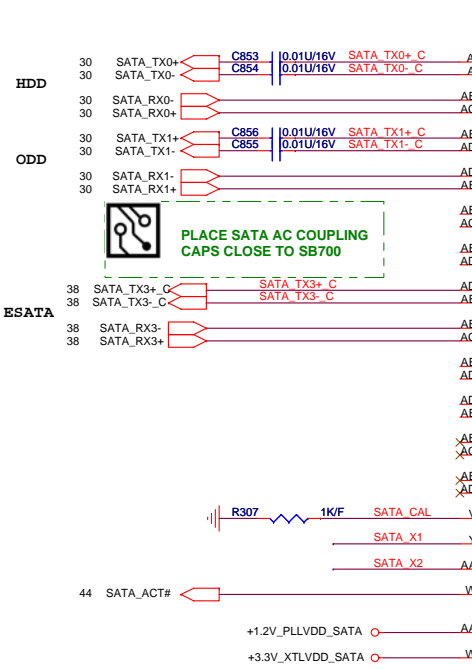 30 SATA_TX0+ C853 0.01U/16V SATA_TX0+_C
30 SATA_TX0- C854 0.01U/16V SATA_TX0-_C
HDD
30 SATA_RX0-
30 SATA_RX0+
30 SATA_TX1+ C856 0.01U/16V SATA_TX1+_C
30 SATA_TX1- C855 0.01U/16V SATA_TX1-_C
ODD
30 SATA_RX1-
30 SATA_RX1+
PLACE SATA AC COUPLING
CAPS CLOSE TO SB700
38 SATA_TX3+_C SATA_TX3+_C
38 SATA_TX3-_C SATA_TX3-_C
ESATA
38 SATA_RX3-
38 SATA_RX3+
R307 1K/F SATA_CAL
SATA_X1
SATA_X2
44 SATA_ACT#
+1.2V_PLLVDD_SATA
+3.3V_XTLVDD_SATA